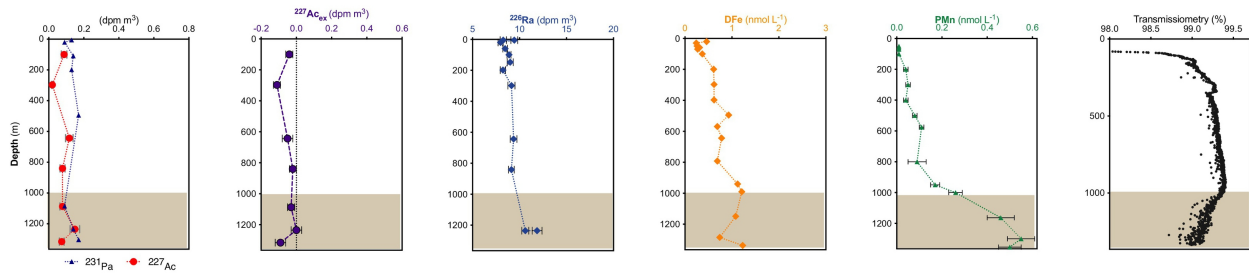 (dpm m³)
0.0 0.2 0.4 0.6 0.8
Depth (m)
0
200
400
600
800
1000
1200
231Pa 227Ac
²²⁷Acex (dpm m³)
-0.2 0.0 0.2 0.4 0.6
²²⁶Ra (dpm m³)
5 10 15 20
DFe (nmol L⁻¹)
0 1 2 3
PMn (nmol L⁻¹)
0.0 0.2 0.4 0.6
Transmissiometry (%)
98.0 98.5 99.0 99.5
0
500
1000